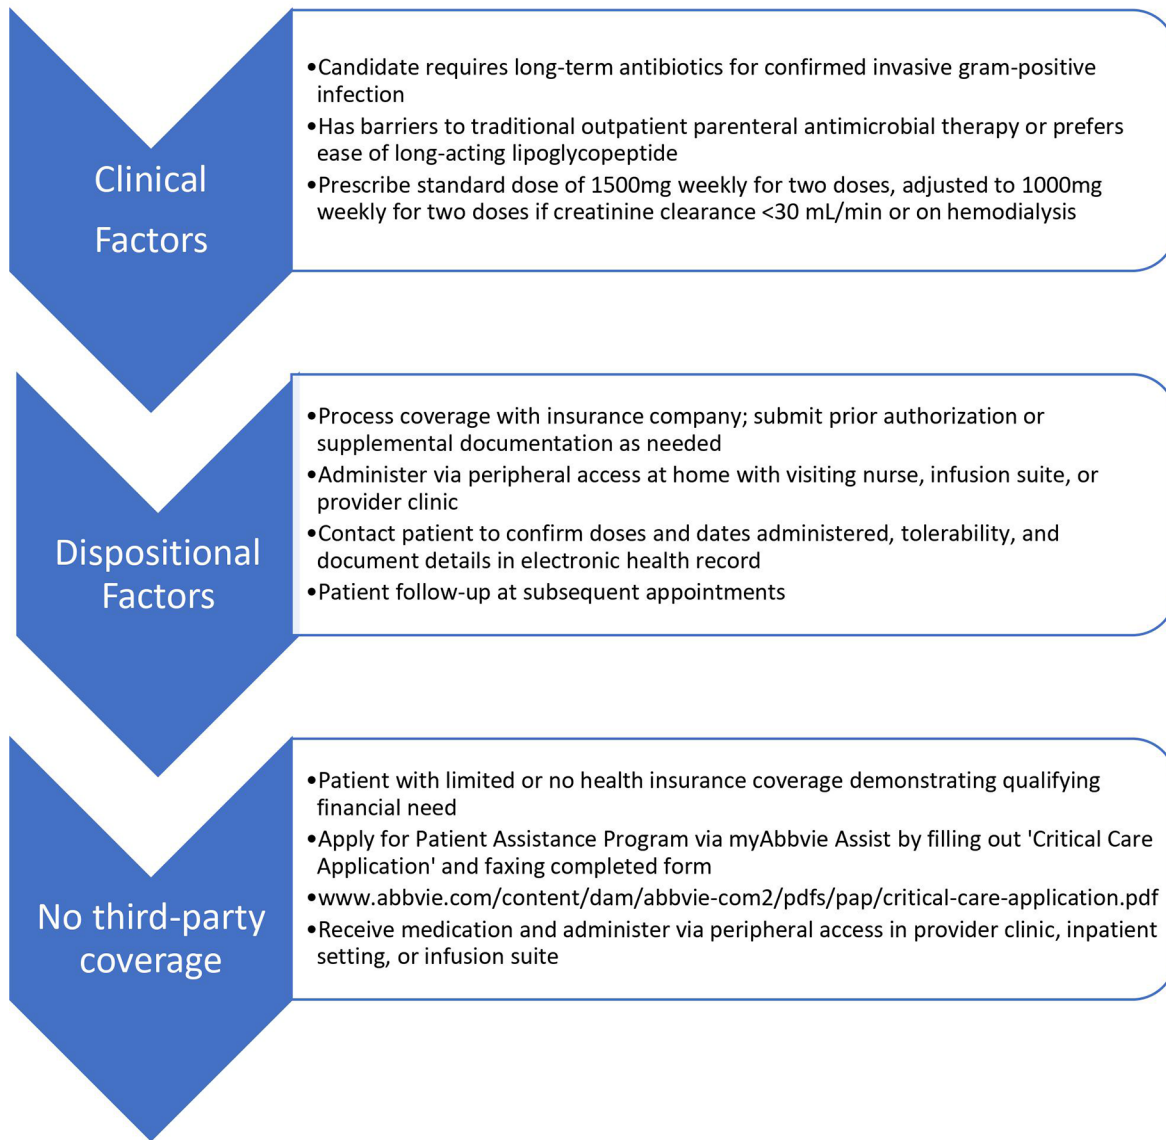 Clinical
Factors
•Candidate requires long-term antibiotics for confirmed invasive gram-positive
infection
•Has barriers to traditional outpatient parenteral antimicrobial therapy or prefers
ease of long-acting lipoglycopeptide
•Prescribe standard dose of 1500mg weekly for two doses, adjusted to 1000mg
weekly for two doses if creatinine clearance <30 mL/min or on hemodialysis
Dispositional
Factors
•Process coverage with insurance company; submit prior authorization or
supplemental documentation as needed
•Administer via peripheral access at home with visiting nurse, infusion suite, or
provider clinic
•Contact patient to confirm doses and dates administered, tolerability, and
document details in electronic health record
•Patient follow-up at subsequent appointments
No third-party
coverage
•Patient with limited or no health insurance coverage demonstrating qualifying
financial need
•Apply for Patient Assistance Program via myAbbvie Assist by filling out 'Critical Care
Application' and faxing completed form
•www.abbvie.com/content/dam/abbvie-com2/pdfs/pap/critical-care-application.pdf
•Receive medication and administer via peripheral access in provider clinic, inpatient
setting, or infusion suite